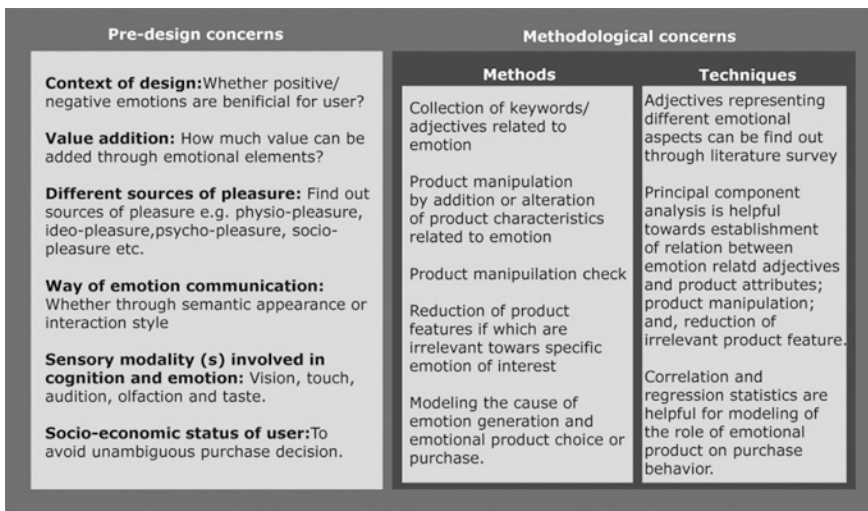 Pre-design concerns
Context of design:Whether positive/
negative emotions are benificial for user?
Value addition: How much value can be
added through emotional elements?
Different sources of pleasure: Find out
sources of pleasure e.g. physio-pleasure,
ideo-pleasure,psycho-pleasure, socio-
pleasure etc.
Way of emotion communication:
Whether through semantic appearance or
interaction style
Sensory modality (s) involved in
cognition and emotion: Vision, touch,
audition, olfaction and taste.
Socio-economic status of user:To
avoid unambiguous purchase decision.
Methodological concerns
Methods
Collection of keywords/
adjectives related to
emotion
Product manipulation
by addition or alteration
of product characteristics
related to emotion
Product manipuilation check
Reduction of product
features if which are
irrelevant towars specific
emotion of interest
Modeling the cause of
emotion generation and
emotional product choice or
purchase.
Techniques
Adjectives representing
different emotional
aspects can be find out
through literature survey
Principal component
analysis is helpful
towards establishment
of relation between
emotion relatd adjectives
and product attributes;
product manipulation;
and, reduction of
irrelevant product feature.
Correlation and
regression statistics are
helpful for modeling of
the role of emotional
product on purchase
behavior.